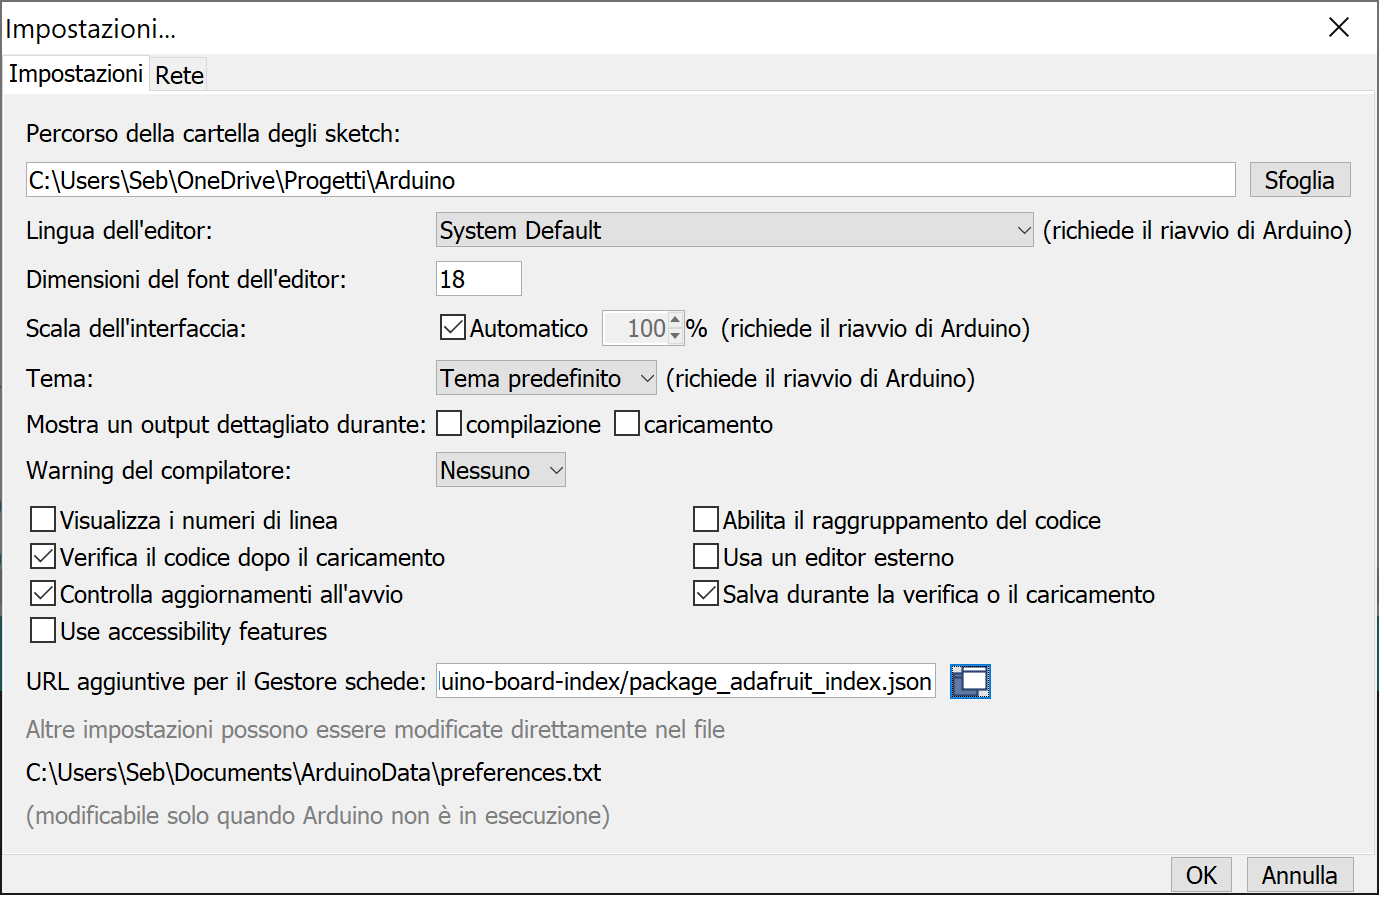 Impostazioni...
Impostazioni Rete
Percorso della cartella degli sketch:
C:\Users\Seb\OneDrive\Progetti\Arduino Sfoglia
Lingua dell'editor: System Default (richiede il riavvio di Arduino)
Dimensioni del font dell'editor: 18
Scala dell'interfaccia: Automatico 100 % (richiede il riavvio di Arduino)
Tema: Tema predefinito (richiede il riavvio di Arduino)
Mostra un output dettagliato durante: compilazione caricamento
Warning del compilatore: Nessuno
Visualizza i numeri di linea Abilita il raggruppamento del codice
Verifica il codice dopo il caricamento Usa un editor esterno
Controlla aggiornamenti all'avvio Salva durante la verifica o il caricamento
Use accessibility features
URL aggiuntive per il Gestore schede: uino-board-index/package_adafruit_index.json
Altre impostazioni possono essere modificate direttamente nel file
C:\Users\Seb\Documents\ArduinoData\preferences.txt
(modificabile solo quando Arduino non è in esecuzione)
OK Annulla